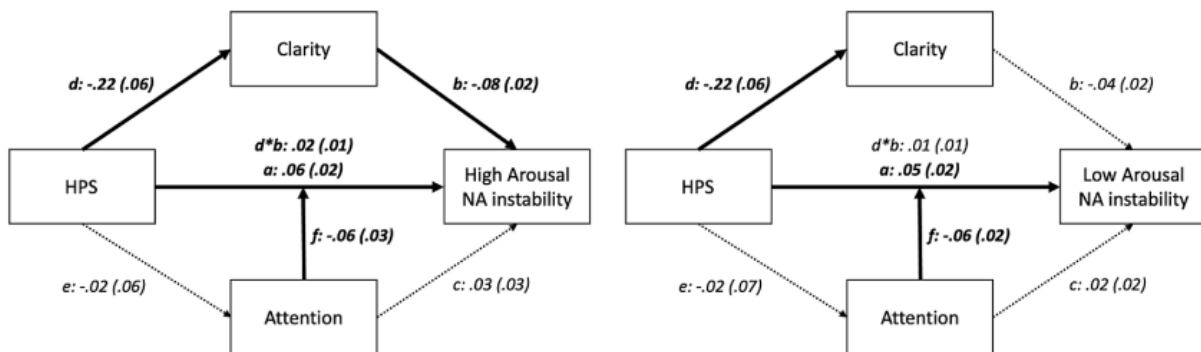 Clarity
d: -.22 (.06)
b: -.08 (.02)
d*b: .02 (.01)
a: .06 (.02)
HPS
High Arousal
NA instability
f: -.06 (.03)
e: -.02 (.06)
c: .03 (.03)
Attention
Clarity
d: -.22 (.06)
b: -.04 (.02)
d*b: .01 (.01)
a: .05 (.02)
HPS
Low Arousal
NA instability
f: -.06 (.02)
e: -.02 (.07)
c: .02 (.02)
Attention